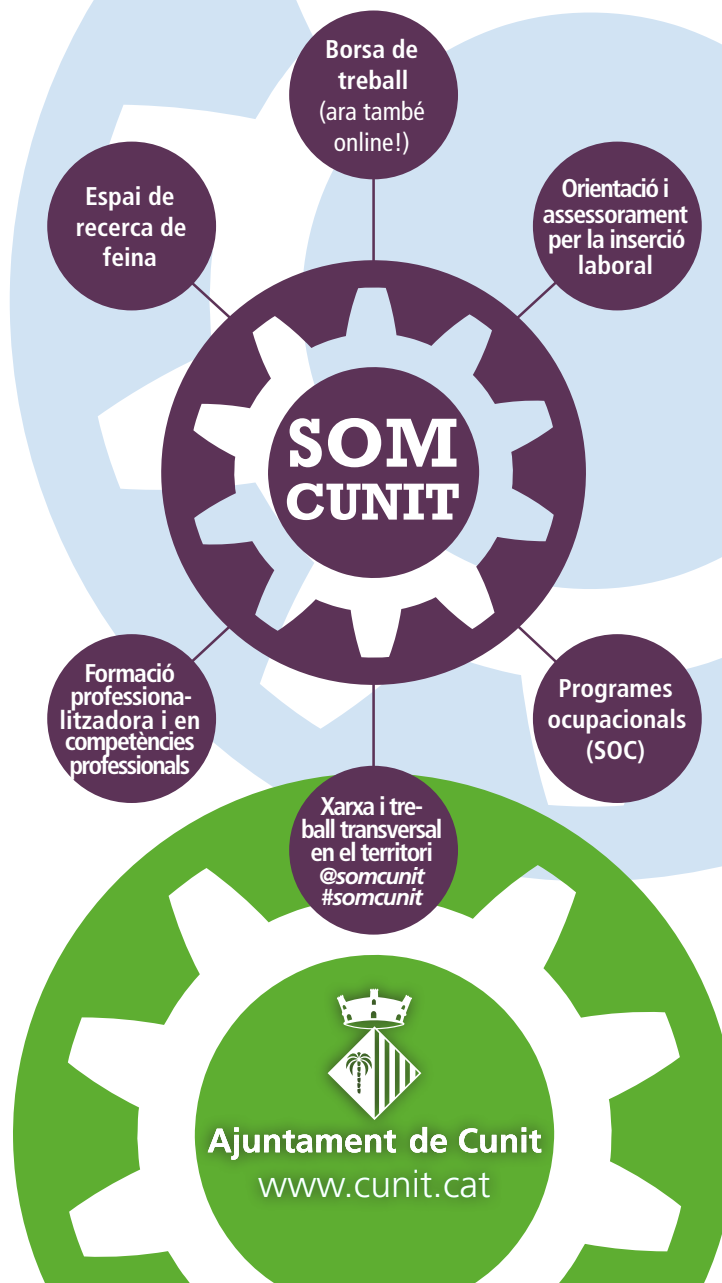 Borsa de
treball
(ara també
online!)
Espai de
recerca de
feina
Orientació i
assessorament
per la inserció
laboral
SOM
CUNIT
Formació
professiona-
litzadora i en
competències
professionals
Programes
ocupacionals
(SOC)
Xarxa i tre-
ball transversal
en el territori
@somcunit
#somcunit
Ajuntament de Cunit
www.cunit.cat